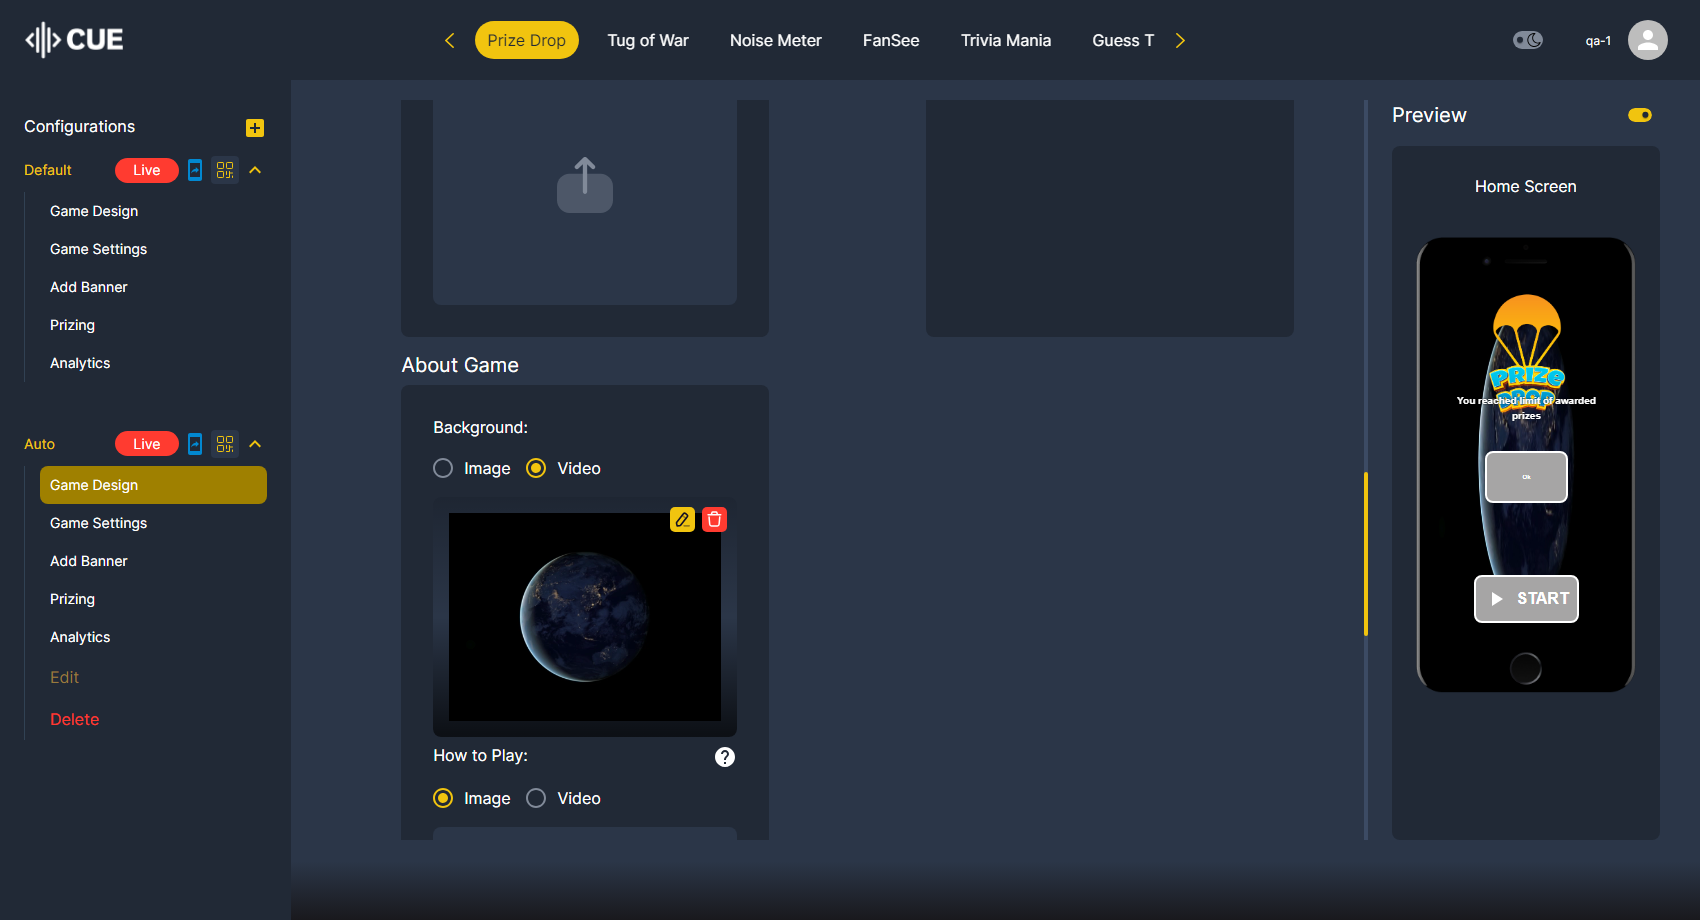 CUE
Prize Drop
Tug of War
Noise Meter
FanSee
Trivia Mania
Guess T
qa-1
Configurations
Default
Live
Game Design
Game Settings
Add Banner
Prizing
Analytics
Auto
Live
Game Design
Game Settings
Add Banner
Prizing
Analytics
Edit
Delete
About Game
Background:
Image
Video
How to Play:
Image
Video
Preview
Home Screen
PRIZE
DROP
You reached limit of awarded
prizes
Ok
START